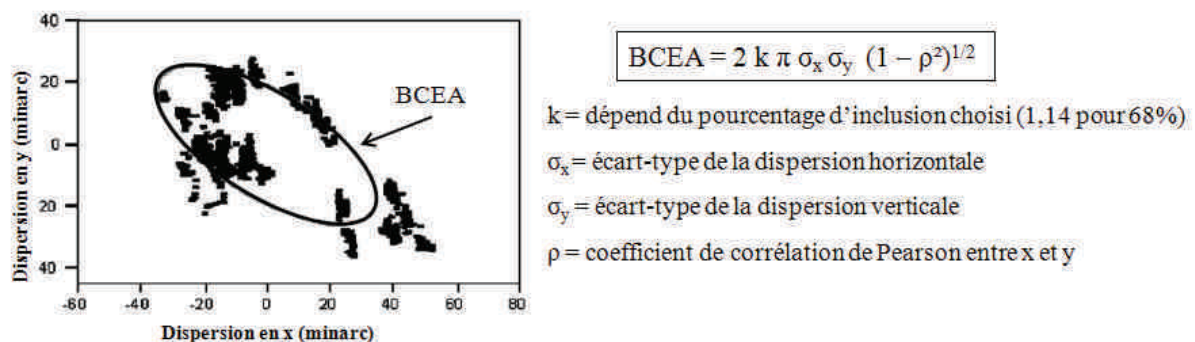 40
20
0
20
40
Dispersion en y (minarc)
-60 -40 -20 0 20 40 60 80
Dispersion en x (minarc)
BCEA
BCEA = 2 k π σx σy (1 – ρ²)1/2
k = dépend du pourcentage d’inclusion choisi (1,14 pour 68%)
σx = écart-type de la dispersion horizontale
σy = écart-type de la dispersion verticale
ρ = coefficient de corrélation de Pearson entre x et y